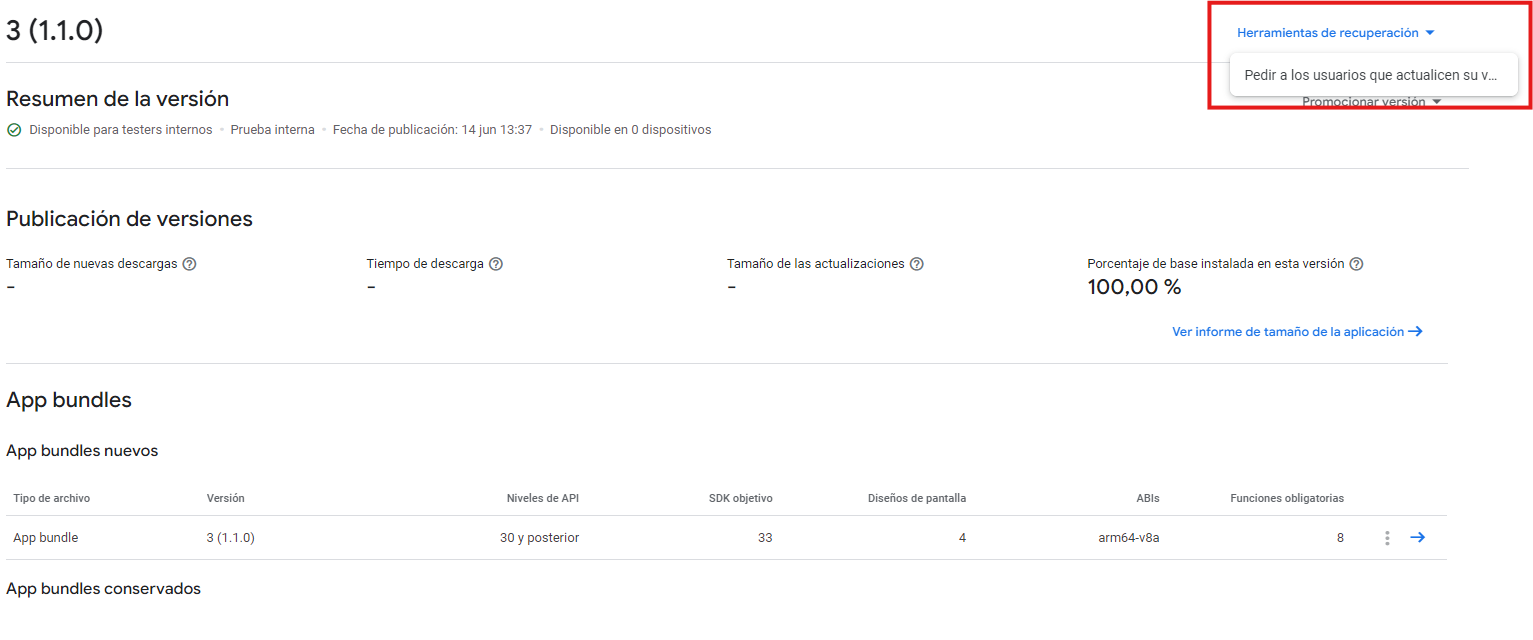 3 (1.1.0)
Herramientas de recuperación
Pedir a los usuarios que actualicen su v...
Promocionar versión
Resumen de la versión
Disponible para testers internos • Prueba interna • Fecha de publicación: 14 jun 13:37 • Disponible en 0 dispositivos
Publicación de versiones
Tamaño de nuevas descargas Tiempo de descarga Tamaño de las actualizaciones Porcentaje de base instalada en esta versión
– – – 100,00 %
Ver informe de tamaño de la aplicación
App bundles
App bundles nuevos
Tipo de archivo Versión Niveles de API SDK objetivo Diseños de pantalla ABIs Funciones obligatorias
App bundle 3 (1.1.0) 30 y posterior 33 4 arm64-v8a 8
App bundles conservados